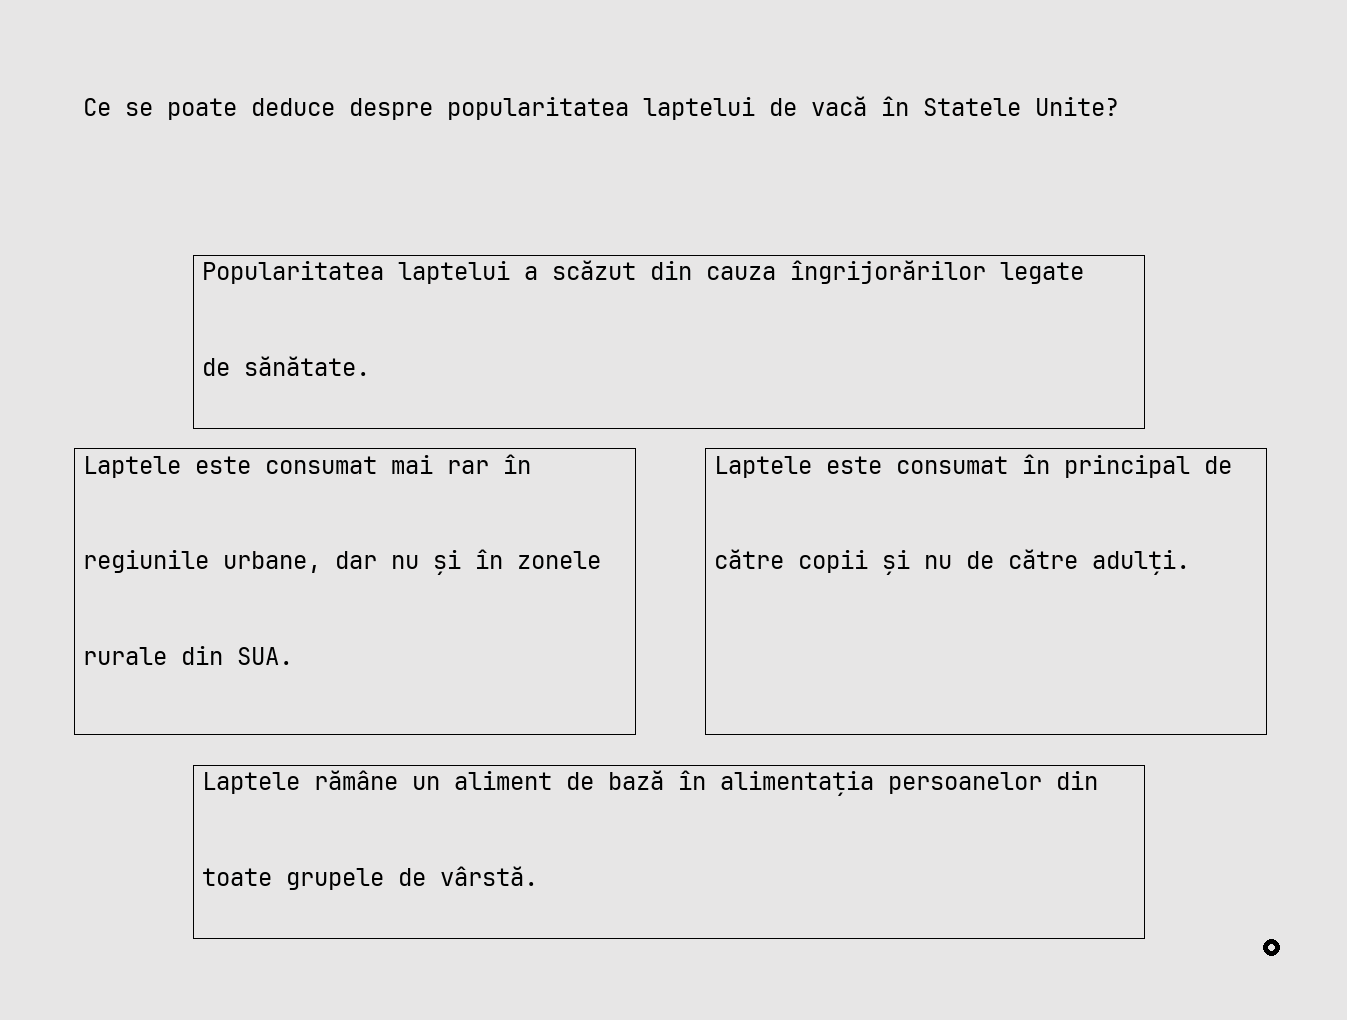 Ce se poate deduce despre popularitatea laptelui de vacă în Statele Unite?
Popularitatea laptelui a scăzut din cauza îngrijorărilor legate
de sănătate.
Laptele este consumat mai rar în
regiunile urbane, dar nu și în zonele
rurale din SUA.
Laptele este consumat în principal de
către copii și nu de către adulți.
Laptele rămâne un aliment de bază în alimentația persoanelor din
toate grupele de vârstă.